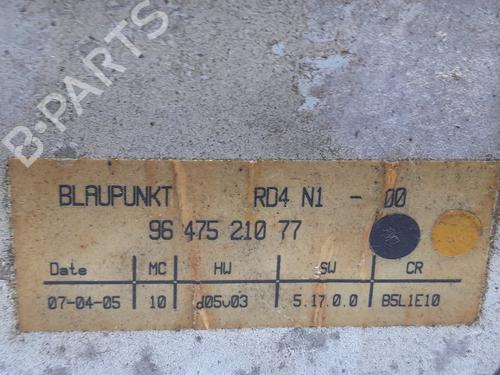 B-PARTS
BLAUPUNKT RD4 N1 - 00
96 475 210 77
Date MC HW SW CR
07-04-05 10 d05v03 5.17.0.0 B5L1E10